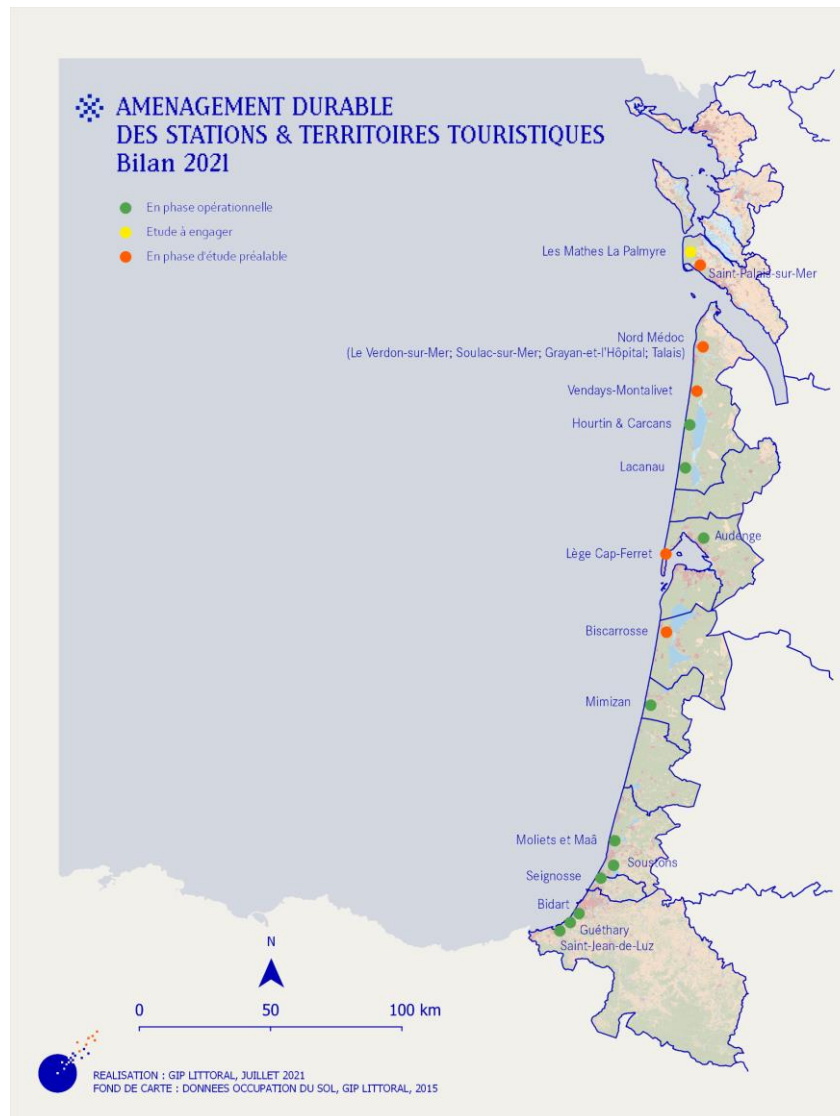 AMENAGEMENT DURABLE
DES STATIONS & TERRITOIRES TOURISTIQUES
Bilan 2021
En phase opérationnelle
Etude à engager
En phase d'étude préalable
Les Mathes La Palmyre
Saint-Palais-sur-Mer
Nord Médoc
(Le Verdon-sur-Mer; Soulac-sur-Mer; Grayan-et-l'Hôpital; Talais)
Vendays-Montalivet
Hourtin & Carcans
Lacanau
Audenge
Lège Cap-Ferret
Biscarrosse
Mimizan
Moliets et Maâ
Soustons
Seignosse
Bidart
Guéthary
Saint-Jean-de-Luz
N
0 50 100 km
REALISATION : GIP LITTORAL, JUILLET 2021
FOND DE CARTE : DONNEES OCCUPATION DU SOL, GIP LITTORAL, 2015